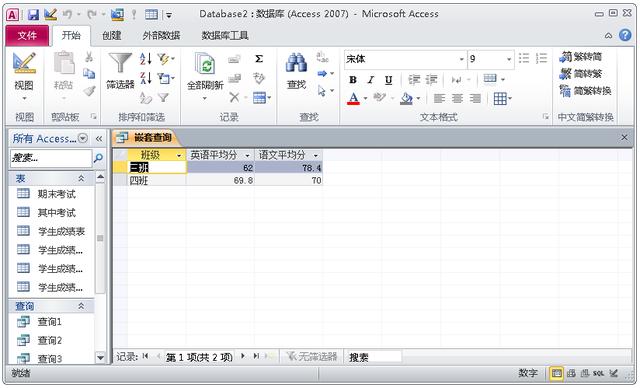 Database2 : 数据库 (Access 2007) - Microsoft Access
文件 开始 创建 外部数据 数据库工具
宋体 9
视图 粘贴 筛选器 全部刷新 查找
B I U
繁转简
简转繁
中文简繁转换
视图 剪贴板 排序和筛选 记录 查找 文本格式 中文简繁转换
所有 Access...
搜索...
表
期末考试
其中考试
学生成绩表
学生成绩...
学生成绩...
学生成绩...
查询
查询1
查询2
查询3
嵌套查询
班级 英语平均分 语文平均分
三班 62 78.4
四班 69.8 70
记录: 第 1 项(共 2 项) 无筛选器 搜索
就绪 数字 SQL